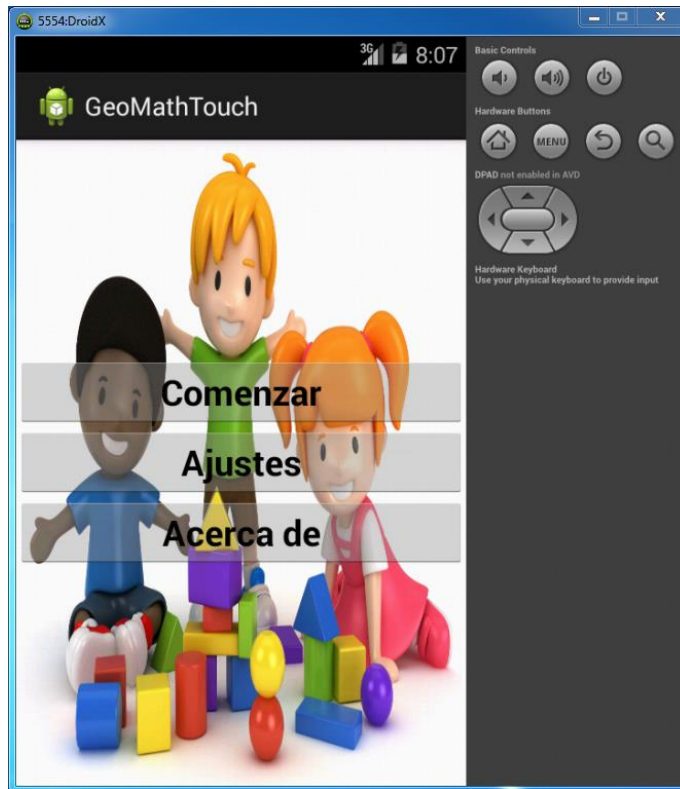 5554:DroidX
3G 8:07
GeoMathTouch
Comenzar
Ajustes
Acerca de
Basic Controls
Hardware Buttons
MENU
DPAD not enabled in AVD
Hardware Keyboard
Use your physical keyboard to provide input